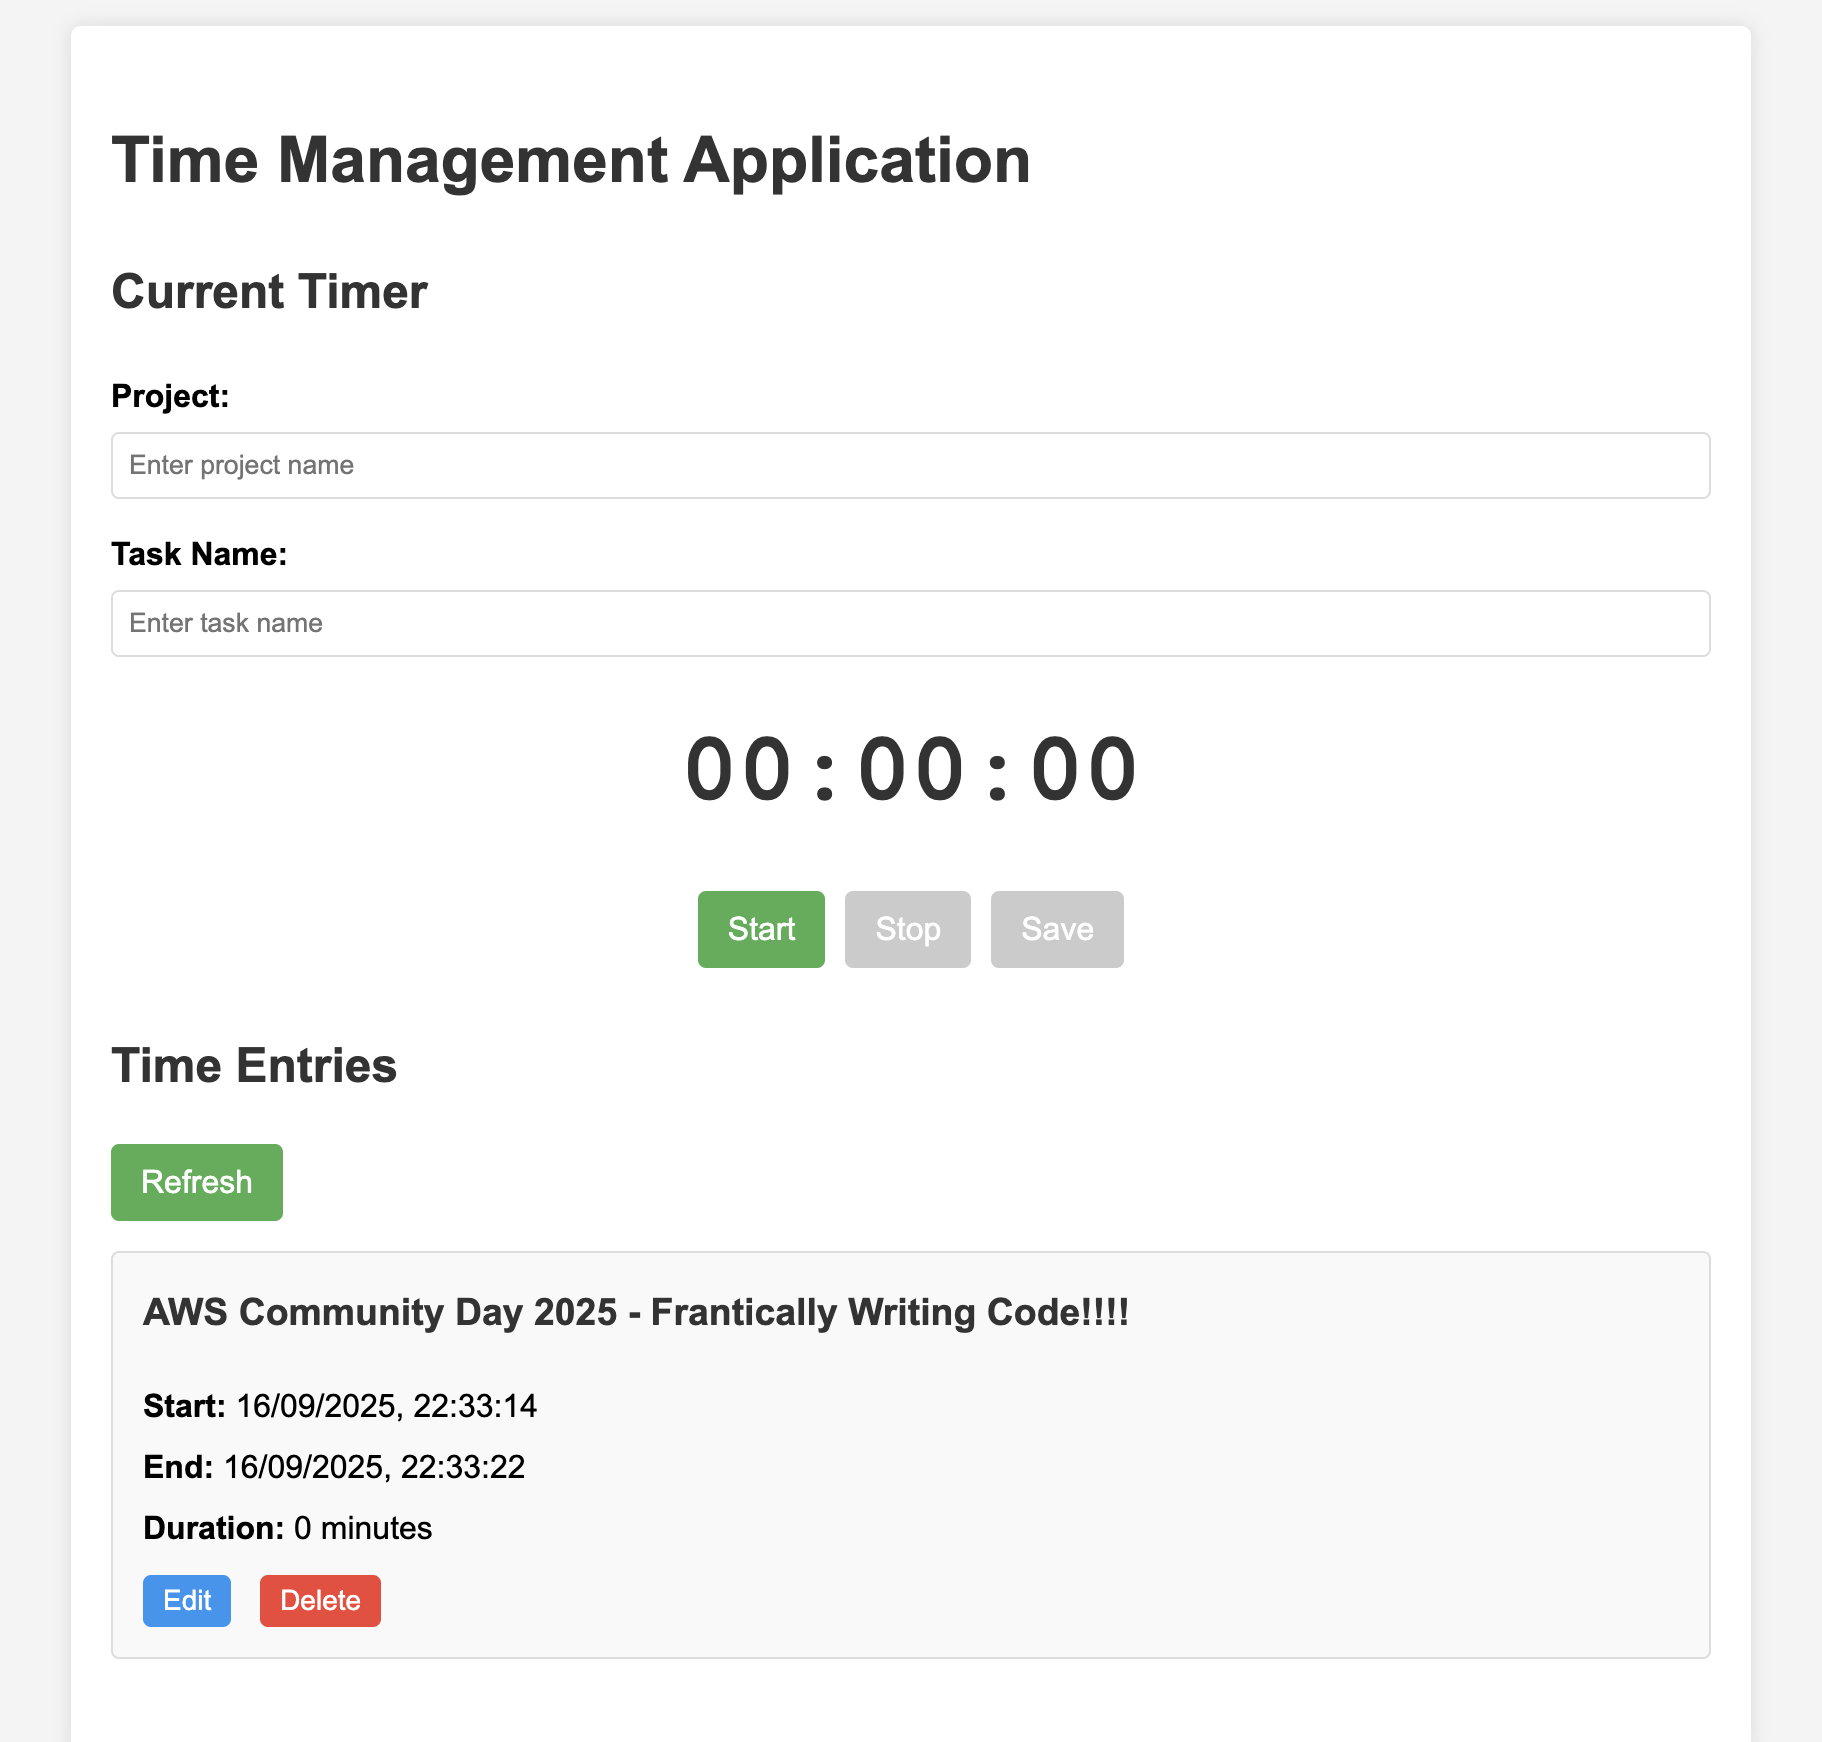 Time Management Application
Current Timer
Project:
Enter project name
Task Name:
Enter task name
00:00:00
Start Stop Save
Time Entries
Refresh
AWS Community Day 2025 - Frantically Writing Code!!!!
Start: 16/09/2025, 22:33:14
End: 16/09/2025, 22:33:22
Duration: 0 minutes
Edit Delete